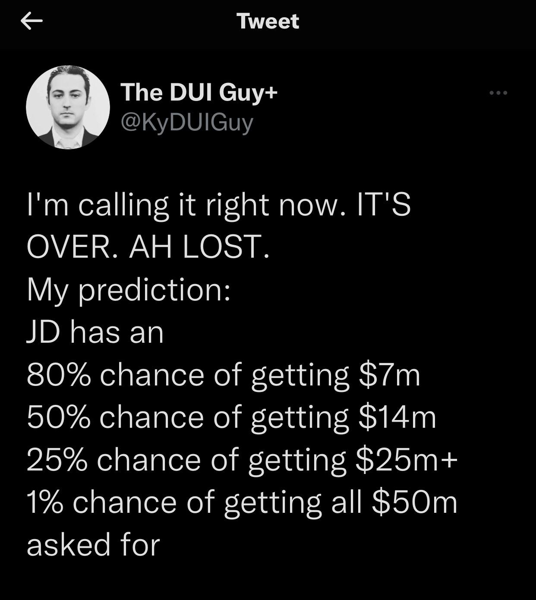 Tweet
The DUI Guy+
@KyDUIGuy
I'm calling it right now. IT'S
OVER. AH LOST.
My prediction:
JD has an
80% chance of getting $7m
50% chance of getting $14m
25% chance of getting $25m+
1% chance of getting all $50m
asked for